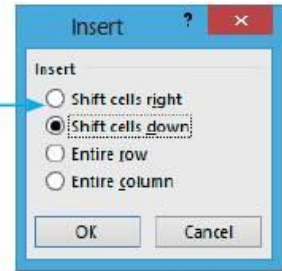 Insert ?
Insert
Shift cells right
Shift cells down
Entire row
Entire column
OK Cancel